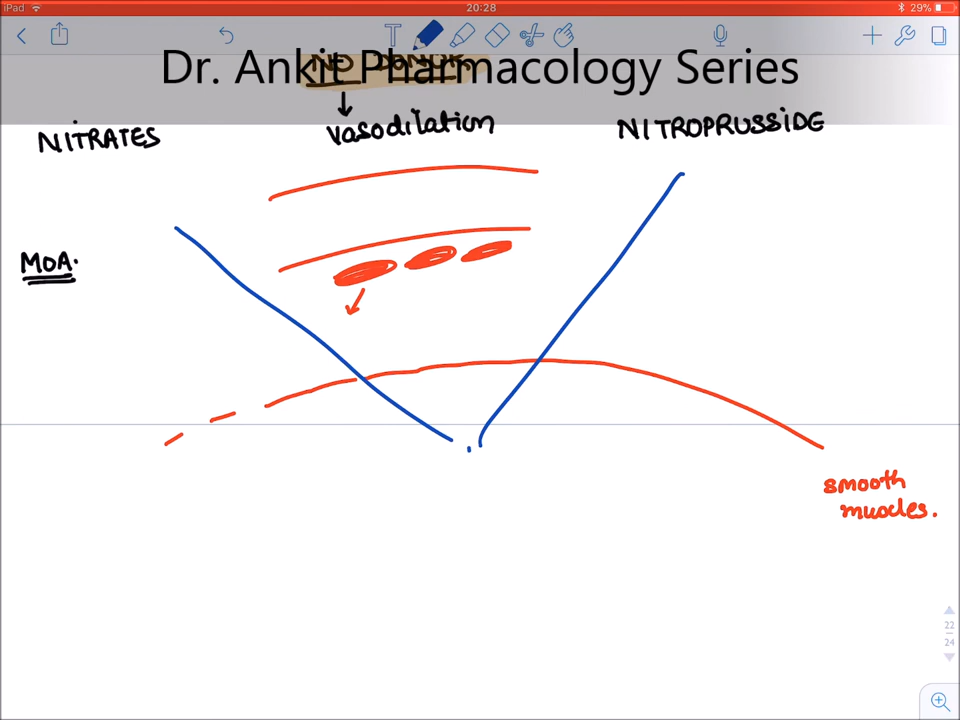 iPad 20:28 29%
T
Dr. Ankit Pharmacology Series
NO DONOR
NITRATES vasodilation NITROPRUSSIDE
MOA.
smooth
muscles.
22
24